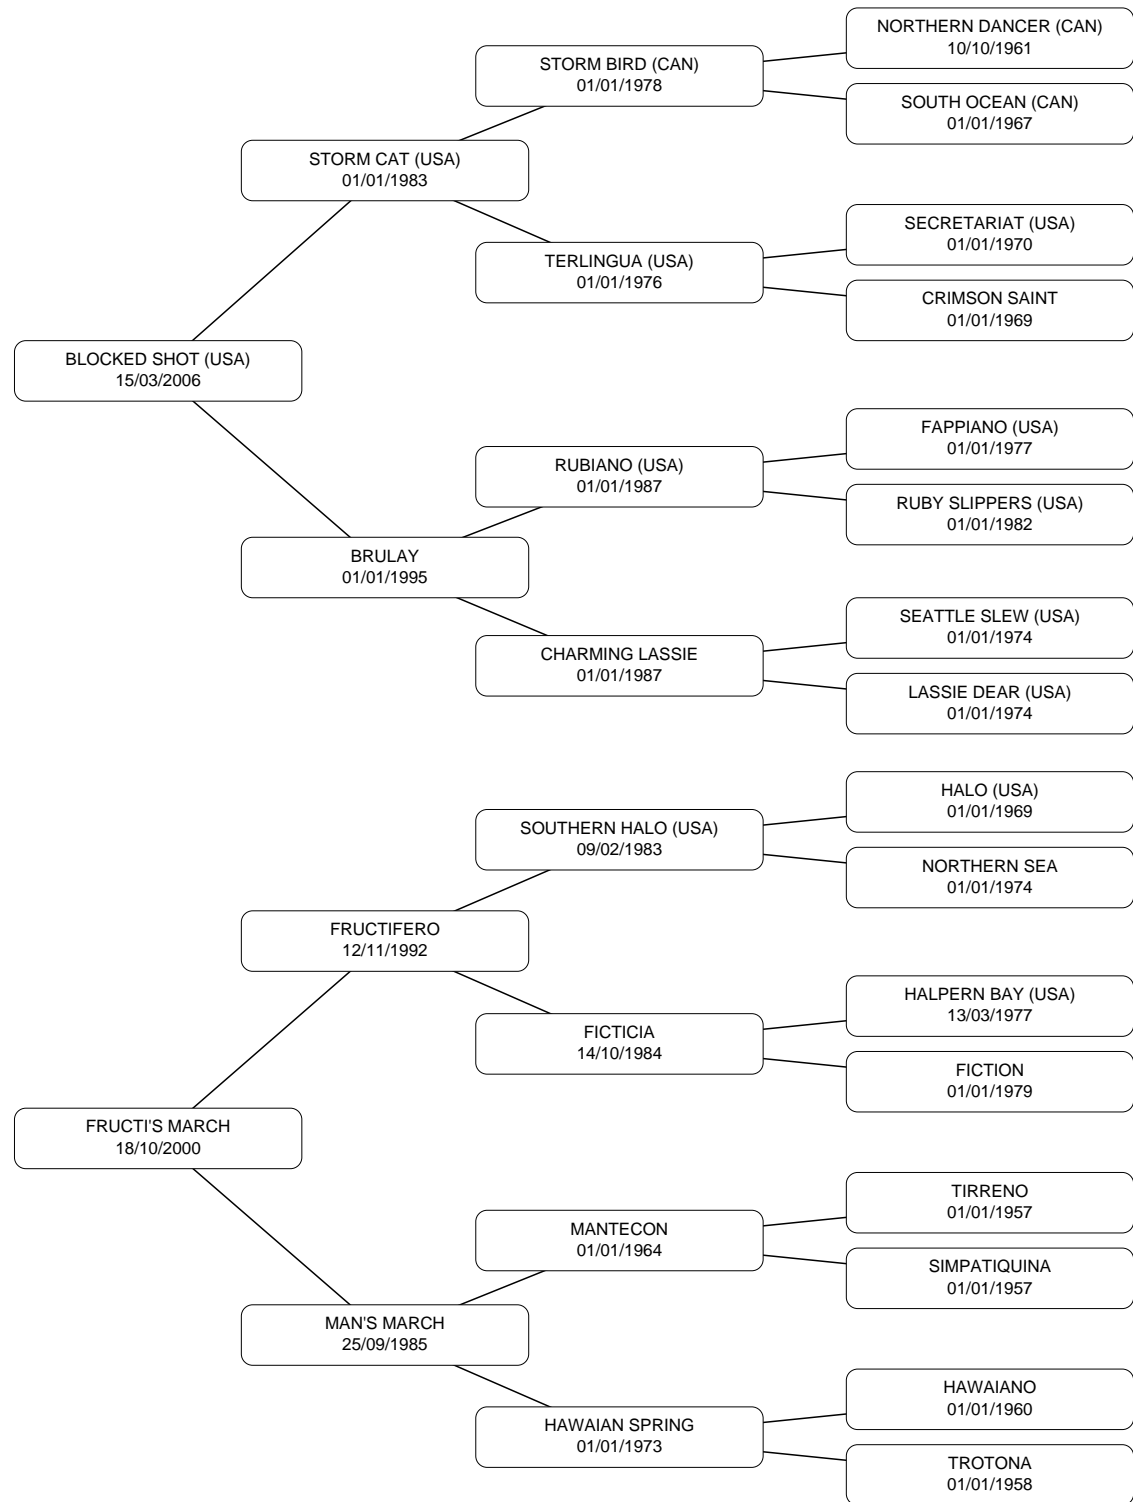 NORTHERN DANCER (CAN)
10/10/1961
STORM BIRD (CAN)
01/01/1978
SOUTH OCEAN (CAN)
01/01/1967
STORM CAT (USA)
01/01/1983
SECRETARIAT (USA)
01/01/1970
TERLINGUA (USA)
01/01/1976
CRIMSON SAINT
01/01/1969
BLOCKED SHOT (USA)
15/03/2006
FAPPIANO (USA)
01/01/1977
RUBIANO (USA)
01/01/1987
RUBY SLIPPERS (USA)
01/01/1982
BRULAY
01/01/1995
SEATTLE SLEW (USA)
01/01/1974
CHARMING LASSIE
01/01/1987
LASSIE DEAR (USA)
01/01/1974
HALO (USA)
01/01/1969
SOUTHERN HALO (USA)
09/02/1983
NORTHERN SEA
01/01/1974
FRUCTIFERO
12/11/1992
HALPERN BAY (USA)
13/03/1977
FICTICIA
14/10/1984
FICTION
01/01/1979
FRUCTI'S MARCH
18/10/2000
TIRRENO
01/01/1957
MANTECON
01/01/1964
SIMPATIQUINA
01/01/1957
MAN'S MARCH
25/09/1985
HAWAIANO
01/01/1960
HAWAIAN SPRING
01/01/1973
TROTONA
01/01/1958